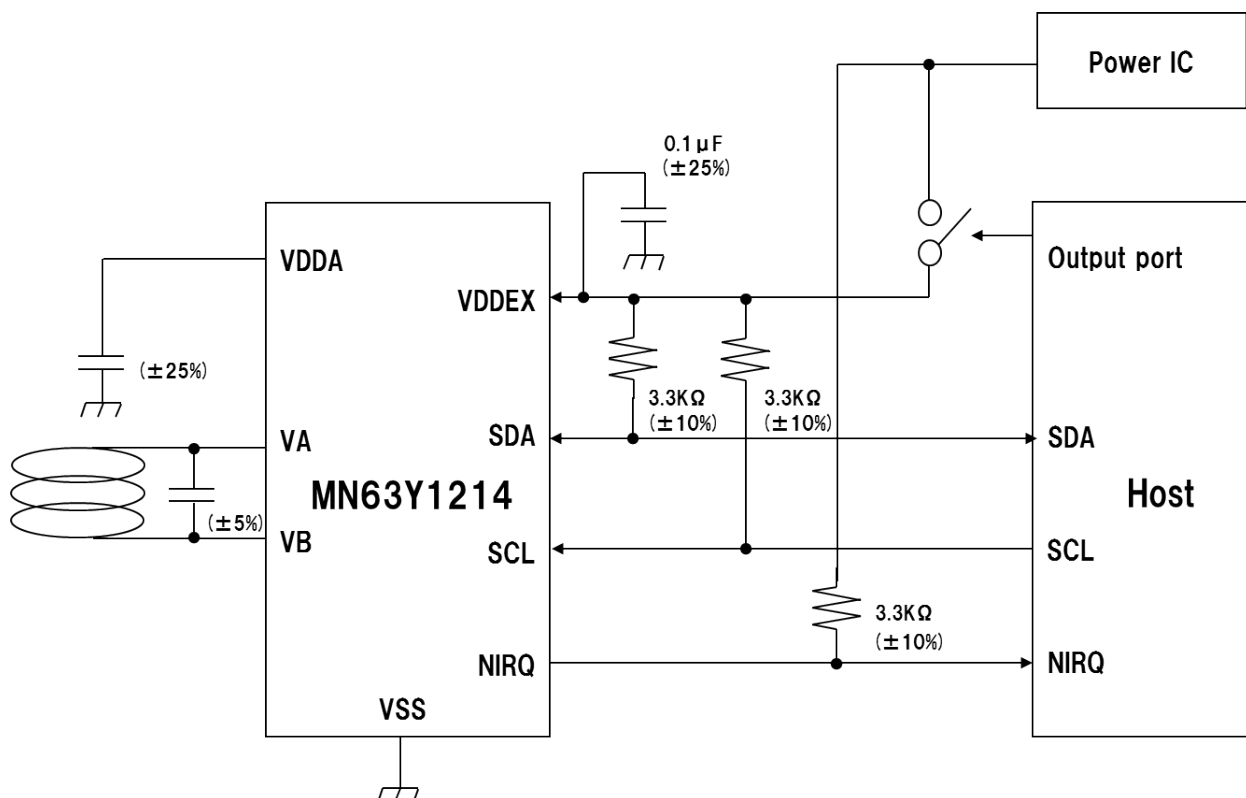 Power IC
0.1μF
(±25%)
VDDA
VDDEX
Output port
(±25%)
3.3KΩ
(±10%)
3.3KΩ
(±10%)
VA
SDA
SDA
MN63Y1214
Host
(±5%)
VB
SCL
SCL
3.3KΩ
(±10%)
NIRQ
NIRQ
VSS